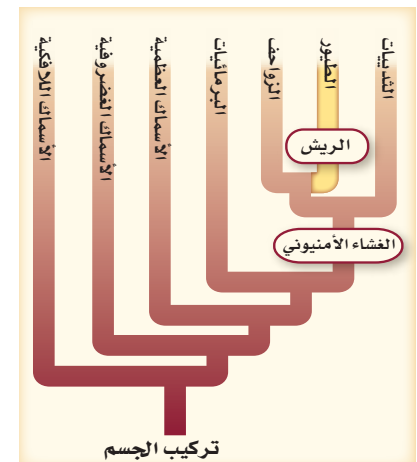 الثدييات
الطيور
الزواحف
البرمائيات
الأسماك العظمية
الأسماك الغضروفية
الأسماك اللافكية
الريش
الغشاء الأمنيوني
تركيب الجسم